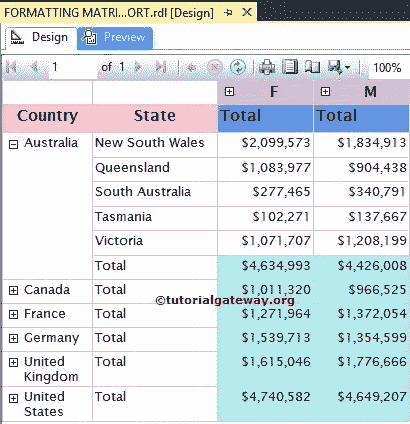 FORMATTING MATRI...ORT.rdl [Design]
Design Preview
1 of 1 100%
F M
Country State Total Total
Australia New South Wales $2,099,573 $1,834,913
Queensland $1,083,977 $904,438
South Australia $277,465 $340,791
Tasmania $102,271 $137,667
Victoria $1,071,707 $1,208,199
Total $4,634,993 $4,426,008
Canada Total $1,011,320 $966,525
©tutorialgateway.org
France Total $1,271,964 $1,372,054
Germany Total $1,539,713 $1,354,599
United Total $1,615,046 $1,776,666
Kingdom
United Total $4,740,582 $4,649,207
States